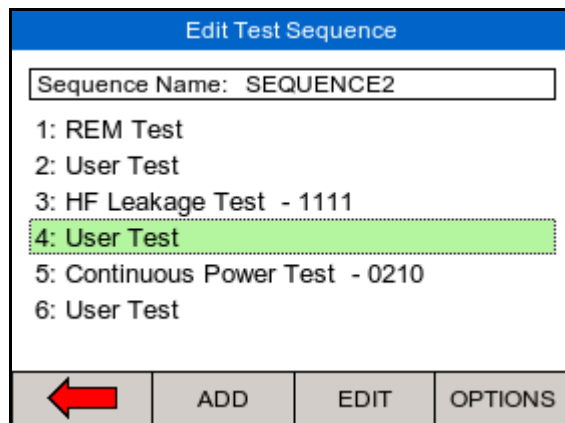 Edit Test Sequence
Sequence Name: SEQUENCE2
1: REM Test
2: User Test
3: HF Leakage Test - 1111
4: User Test
5: Continuous Power Test - 0210
6: User Test
ADD EDIT OPTIONS